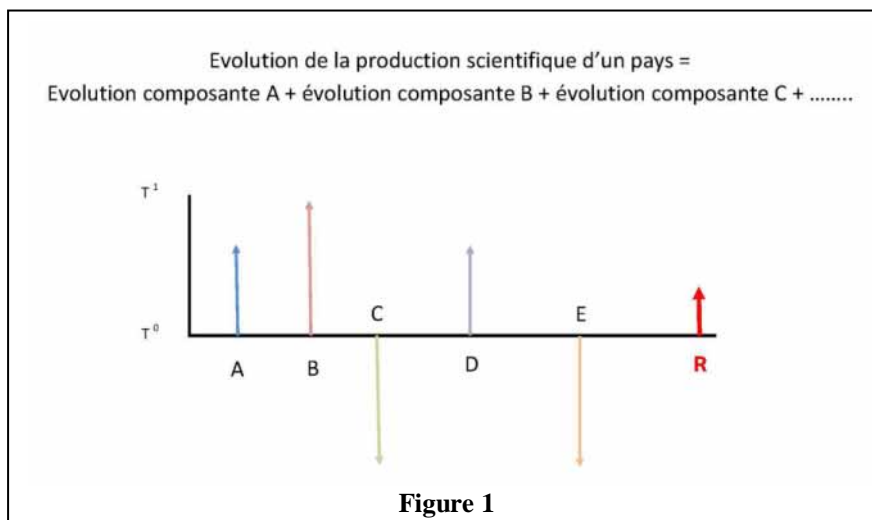 Evolution de la production scientifique d'un pays =
Evolution composante A + évolution composante B + évolution composante C + ........
T¹
C
E
T⁰
A
B
D
R
Figure 1